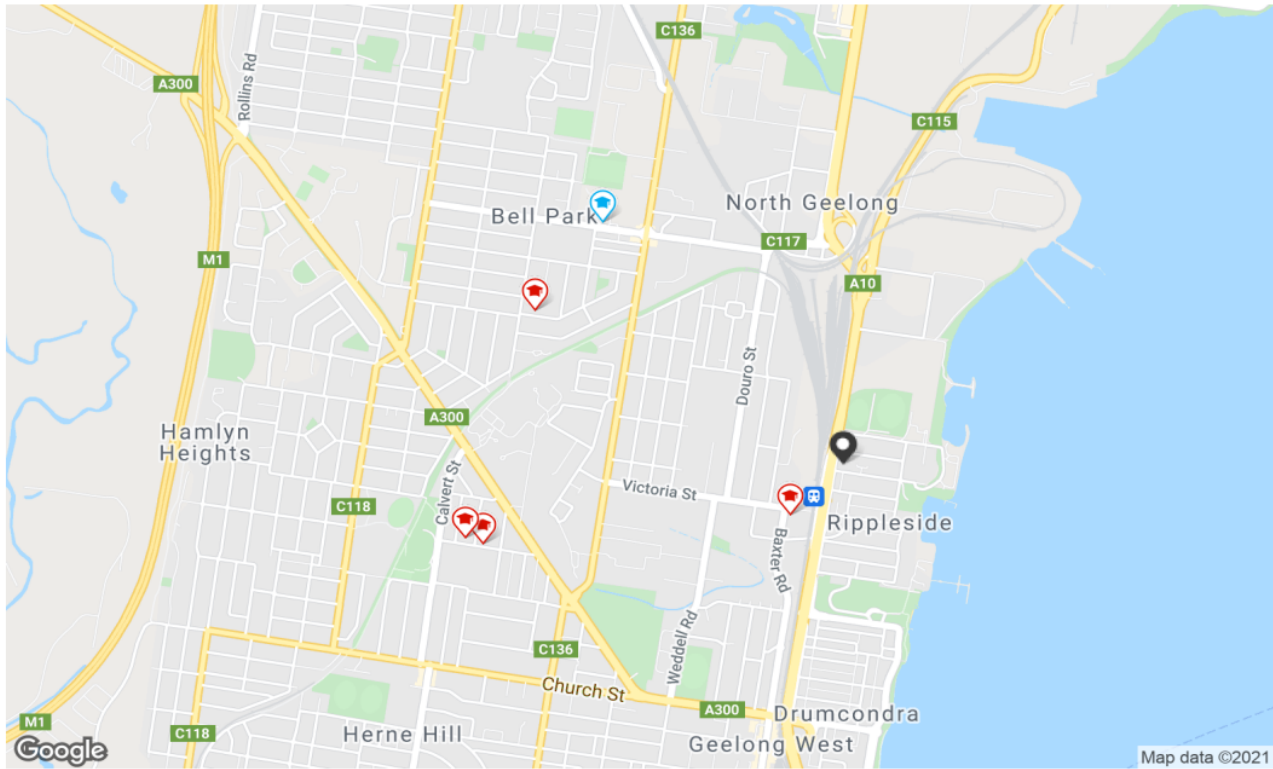 C136
A300
Rollins Rd
C115
North Geelong
Bell Park
C117
M1
A10
Douro St
A300
Hamlyn
Heights
Calvert St
Victoria St
C118
Rippleside
Baxter Rd
Weddell Rd
C136
Church St
A300
Drumcondra
M1
C118
Herne Hill
Geelong West
Google
Map data ©2021